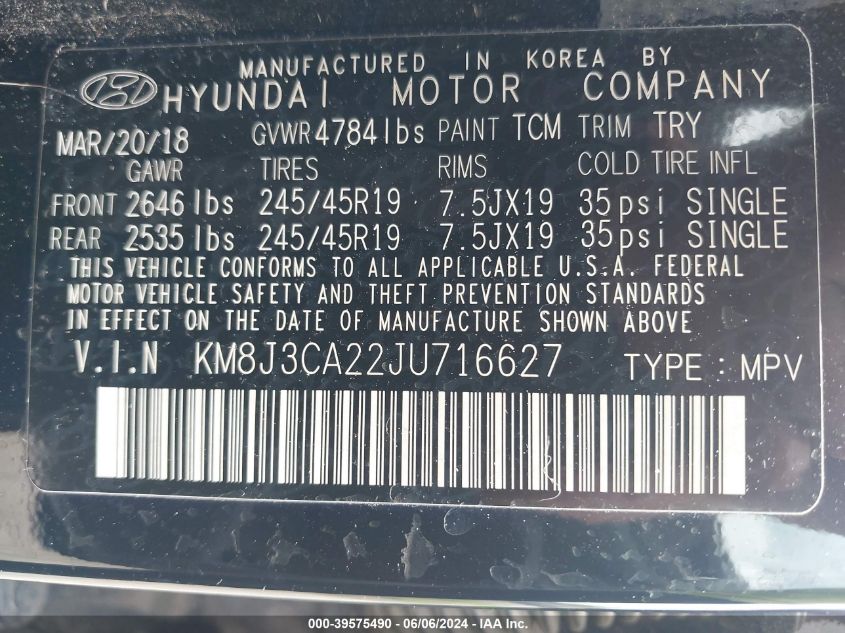 MANUFACTURED IN KOREA BY
HYUNDAI MOTOR COMPANY
MAR/20/18 GVWR 4784 lbs PAINT TCM TRIM TRY
GAWR TIRES RIMS COLD TIRE INFL
FRONT 2646 lbs 245/45R19 7.5JX19 35psi SINGLE
REAR 2535 lbs 245/45R19 7.5JX19 35psi SINGLE
THIS VEHICLE CONFORMS TO ALL APPLICABLE U.S.A. FEDERAL
MOTOR VEHICLE SAFETY AND THEFT PREVENTION STANDARDS
IN EFFECT ON THE DATE OF MANUFACTURE SHOWN ABOVE
V.I.N KM8J3CA22JU716627 TYPE : MPV
000-39575490 - 06/06/2024 - IAA Inc.